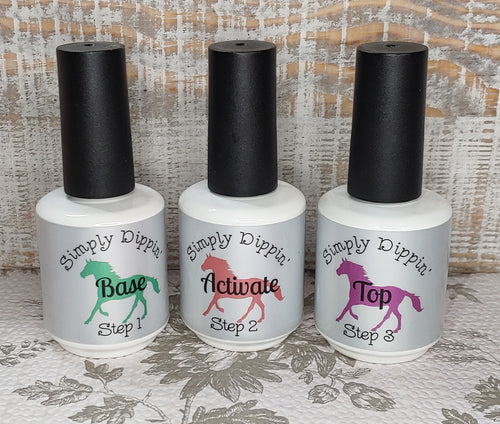 Simply Dippin'
Base
Step 1
Simply Dippin'
Activate
Step 2
Simply Dippin'
Top
Step 3